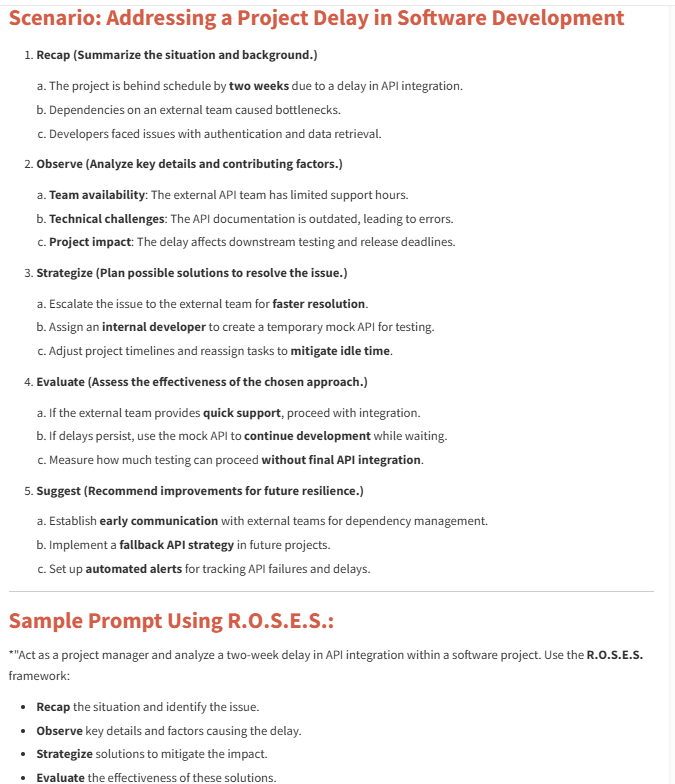 Scenario: Addressing a Project Delay in Software Development
1. Recap (Summarize the situation and background.)
a. The project is behind schedule by two weeks due to a delay in API integration.
b. Dependencies on an external team caused bottlenecks.
c. Developers faced issues with authentication and data retrieval.
2. Observe (Analyze key details and contributing factors.)
a. Team availability: The external API team has limited support hours.
b. Technical challenges: The API documentation is outdated, leading to errors.
c. Project impact: The delay affects downstream testing and release deadlines.
3. Strategize (Plan possible solutions to resolve the issue.)
a. Escalate the issue to the external team for faster resolution.
b. Assign an internal developer to create a temporary mock API for testing.
c. Adjust project timelines and reassign tasks to mitigate idle time.
4. Evaluate (Assess the effectiveness of the chosen approach.)
a. If the external team provides quick support, proceed with integration.
b. If delays persist, use the mock API to continue development while waiting.
c. Measure how much testing can proceed without final API integration.
5. Suggest (Recommend improvements for future resilience.)
a. Establish early communication with external teams for dependency management.
b. Implement a fallback API strategy in future projects.
c. Set up automated alerts for tracking API failures and delays.
Sample Prompt Using R.O.S.E.S.:
*"Act as a project manager and analyze a two-week delay in API integration within a software project. Use the R.O.S.E.S.
framework:
• Recap the situation and identify the issue.
• Observe key details and factors causing the delay.
• Strategize solutions to mitigate the impact.
• Evaluate the effectiveness of these solutions.